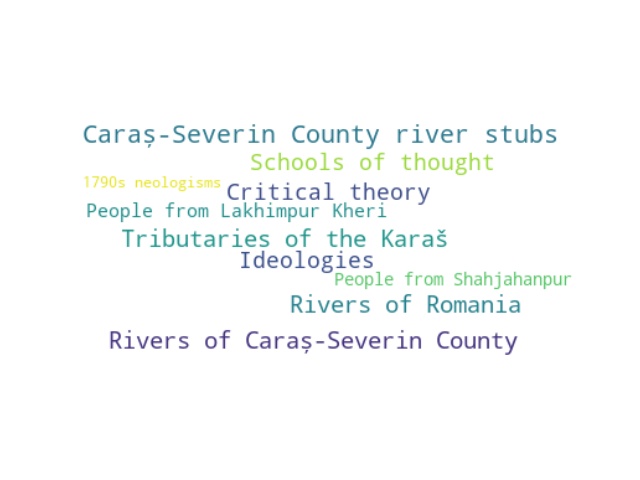 Caraș-Severin County river stubs
Schools of thought
1790s neologisms
Critical theory
People from Lakhimpur Kheri
Tributaries of the Karaš
Ideologies
People from Shahjahanpur
Rivers of Romania
Rivers of Caraș-Severin County